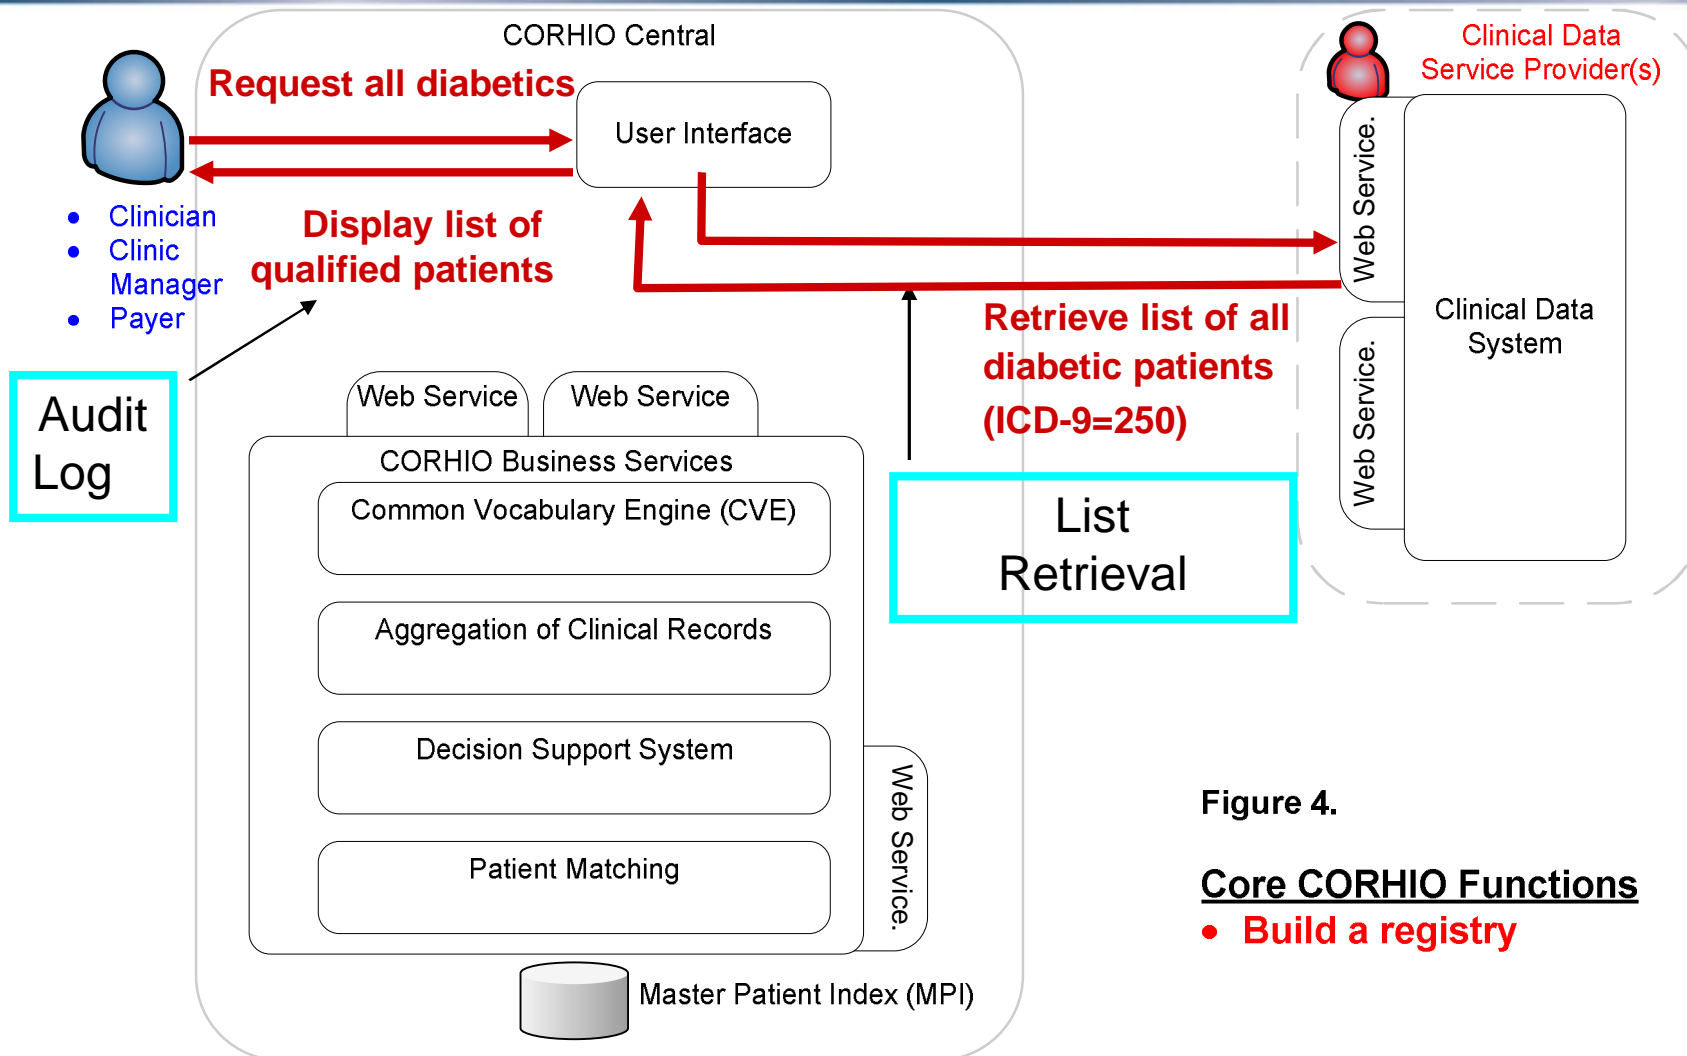 CORHIO Central
Request all diabetics
User Interface
● Clinician
● Clinic
Manager
● Payer
Display list of
qualified patients
Audit
Log
Clinical Data
Service Provider(s)
Web Service.
Web Service.
Clinical Data
System
Retrieve list of all
diabetic patients
(ICD-9=250)
List
Retrieval
Web Service
Web Service
CORHIO Business Services
Common Vocabulary Engine (CVE)
Aggregation of Clinical Records
Decision Support System
Patient Matching
Web Service.
Master Patient Index (MPI)
Figure 4.
Core CORHIO Functions
● Build a registry